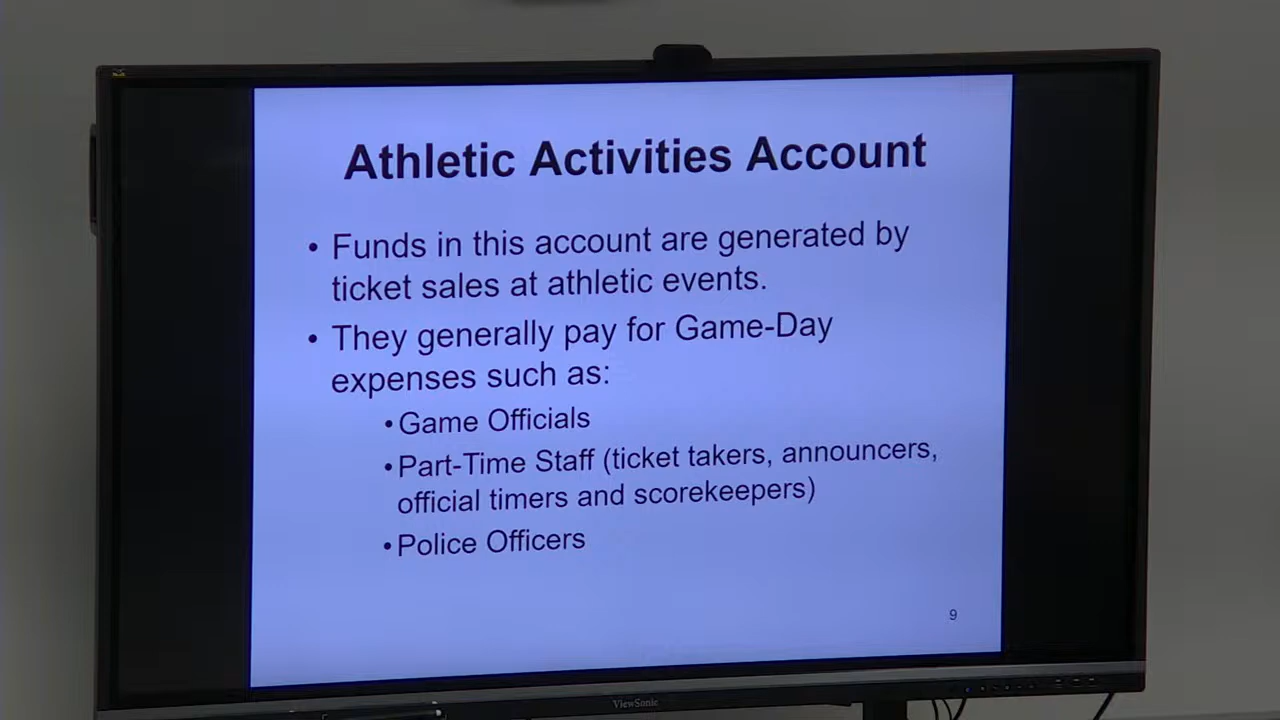 Athletic Activities Account
• Funds in this account are generated by
ticket sales at athletic events.
• They generally pay for Game-Day
expenses such as:
• Game Officials
• Part-Time Staff (ticket takers, announcers,
official timers and scorekeepers)
• Police Officers
9
ViewSonic